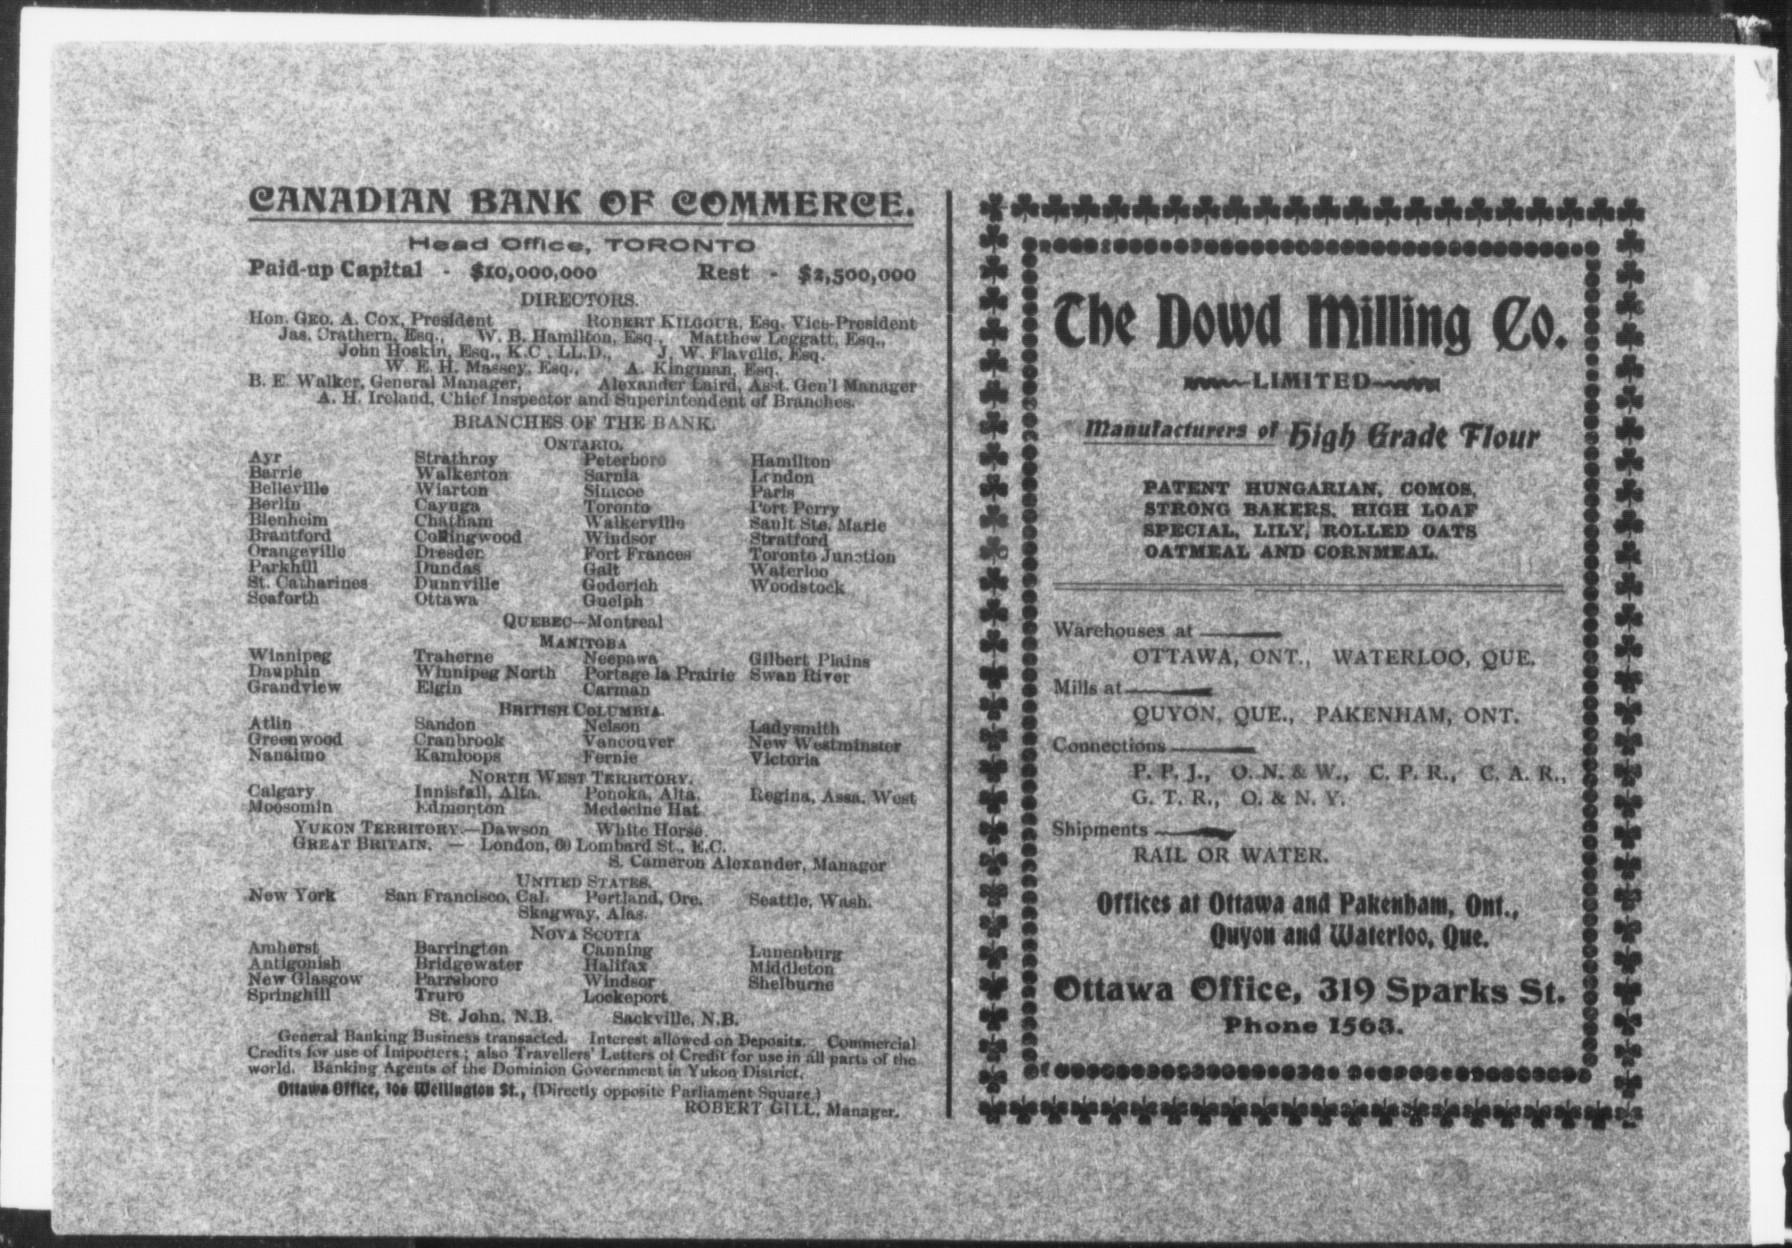 CANADIAN BANK OF COMMERCE.
Head Office, TORONTO
Paid-up Capital - $10,000,000 Rest - $2,500,000
DIRECTORS.
Hon. GEO. A. COX, President ROBERT KILGOUR, Esq. Vice-President
Jas. Crathern, Esq., W. B. Hamilton, Esq., Matthew Leggatt, Esq.,
John Hoskin, Esq., K.C., LL.D., J. W. Flavelle, Esq.
W. E. H. Massey, Esq., A. Kingman, Esq.
B. E. Walker, General Manager, Alexander Laird, Asst. Gen'l Manager
A. H. Ireland, Chief Inspector and Superintendent of Branches.
BRANCHES OF THE BANK.
ONTARIO.
Ayr Strathroy Peterboro Hamilton
Barrie Walkerton Sarnia London
Belleville Wiarton Simcoe Paris
Berlin Cayuga Toronto Port Perry
Blenheim Chatham Walkerville Sault Ste. Marie
Brantford Collingwood Windsor Stratford
Orangeville Dresden Fort Frances Toronto Junction
Parkhill Dundas Galt Waterloo
St. Catharines Dunnville Goderich Woodstock
Seaforth Ottawa Guelph
QUEBEC—Montreal
MANITOBA
Winnipeg Traherne Neepawa Gilbert Plains
Dauphin Winnipeg North Portage la Prairie Swan River
Grandview Elgin Carman
BRITISH COLUMBIA.
Atlin Sandon Nelson Ladysmith
Greenwood Cranbrook Vancouver New Westminster
Nanaimo Kamloops Fernie Victoria
NORTH WEST TERRITORY.
Calgary Innisfail, Alta. Ponoka, Alta. Regina, Assa. West
Moosomin Edmonton Medecine Hat
YUKON TERRITORY.—Dawson White Horse.
GREAT BRITAIN. — London, 60 Lombard St., E.C.
S. Cameron Alexander, Manager
UNITED STATES.
New York San Francisco, Cal. Portland, Ore. Seattle, Wash.
Skagway, Alas.
NOVA SCOTIA
Amherst Barrington Canning Lunenburg
Antigonish Bridgewater Halifax Middleton
New Glasgow Parrsboro Windsor Shelburne
Springhill Truro Lockeport
St. John, N.B. Sackville, N.B.
General Banking Business transacted. Interest allowed on Deposits. Commercial
Credits for use of Importers; also Travellers' Letters of Credit for use in all parts of the
world. Banking Agents of the Dominion Government in Yukon District.
Ottawa Office, 106 Wellington St., (Directly opposite Parliament Square.)
ROBERT GILL, Manager.
The Dowd Milling Co.
LIMITED
Manufacturers of High Grade Flour
PATENT HUNGARIAN, COMOS,
STRONG BAKERS, HIGH LOAF
SPECIAL, LILY, ROLLED OATS
OATMEAL AND CORNMEAL.
Warehouses at
OTTAWA, ONT., WATERLOO, QUE.
Mills at
QUYON, QUE., PAKENHAM, ONT.
Connections
P. P. J., O. N. & W., C. P. R., C. A. R.,
G. T. R., O. & N. Y.
Shipments
RAIL OR WATER.
Offices at Ottawa and Pakenham, Ont.,
Quyon and Waterloo, Que.
Ottawa Office, 319 Sparks St.
Phone 1563.